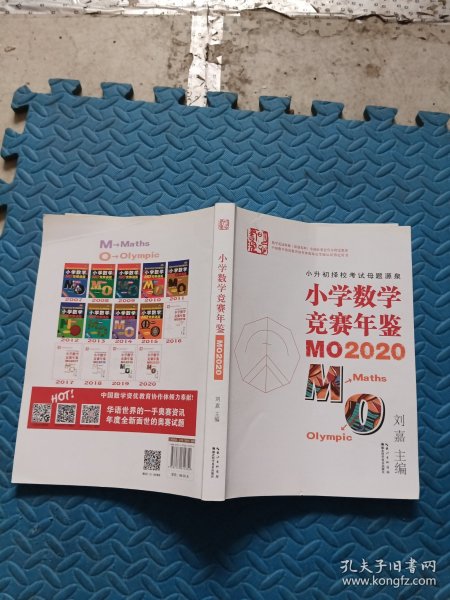 小升初择校考试母题源泉
小学数学
竞赛年鉴
MO2020
M→Maths
O
Olympic
刘嘉 主编
小学数学竞赛年鉴 MO2020 刘嘉 主编
M→Maths
O→Olympic
2007 2008 2009 2010 2011
2012 2013 2014 2015 2016
2017 2018 2019 2020
HOT!
中国数学资优教育协作体倾力奉献!
华语世界的一手奥赛资讯
年度全新面世的奥赛试题
孔夫子旧书网
www.kongfz.com